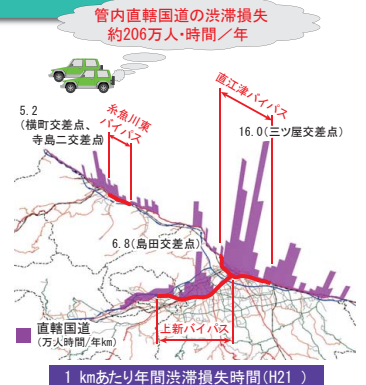 管内直轄国道の渋滞損失
約206万人・時間／年
直江津バイパス
糸魚川東
バイパス
5.2
(横町交差点、
寺島二交差点)
16.0(三ツ屋交差点)
6.8(島田交差点)
直轄国道
(万人時間/年km)
上新バイパス
1 kmあたり年間渋滞損失時間(H21 )